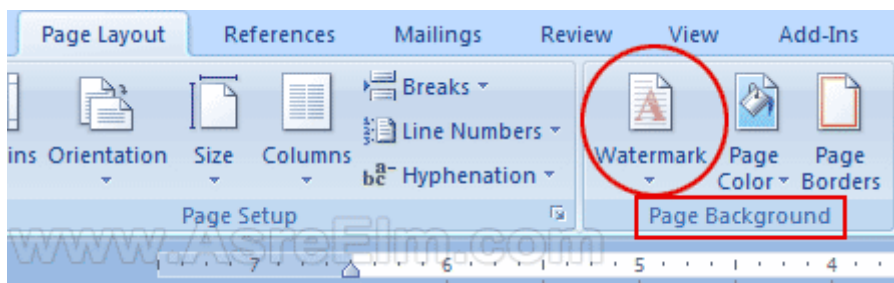 Page Layout References Mailings Review View Add-Ins
Breaks
Line Numbers
ins Orientation Size Columns
Hyphenation
Watermark Page Color Page Borders
Page Setup Page Background
www.AsreElm.com
7 6 5 4